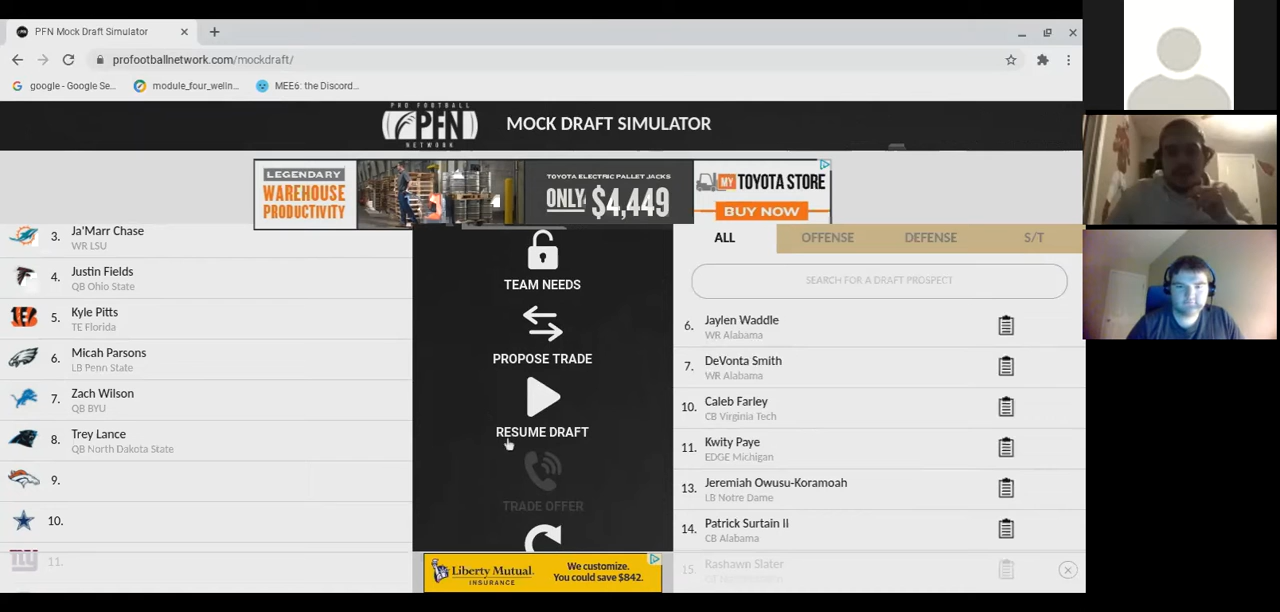 PFN Mock Draft Simulator
profootballnetwork.com/mockdraft/
google - Google Se...
module_four_welln...
MEE6: the Discord...
PRO FOOTBALL
PFN
NETWORK
MOCK DRAFT SIMULATOR
LEGENDARY
WAREHOUSE
PRODUCTIVITY
TOYOTA ELECTRIC PALLET JACKS
ONLY $4,449
MY TOYOTA STORE
BUY NOW
3. Ja'Marr Chase
WR LSU
4. Justin Fields
QB Ohio State
5. Kyle Pitts
TE Florida
6. Micah Parsons
LB Penn State
7. Zach Wilson
QB BYU
8. Trey Lance
QB North Dakota State
9.
10.
11.
TEAM NEEDS
PROPOSE TRADE
RESUME DRAFT
TRADE OFFER
Liberty Mutual
INSURANCE
We customize.
You could save $842.
ALL
OFFENSE
DEFENSE
S/T
SEARCH FOR A DRAFT PROSPECT
6. Jaylen Waddle
WR Alabama
7. DeVonta Smith
WR Alabama
10. Caleb Farley
CB Virginia Tech
11. Kwity Paye
EDGE Michigan
13. Jeremiah Owusu-Koramoah
LB Notre Dame
14. Patrick Surtain II
CB Alabama
15. Rashawn Slater